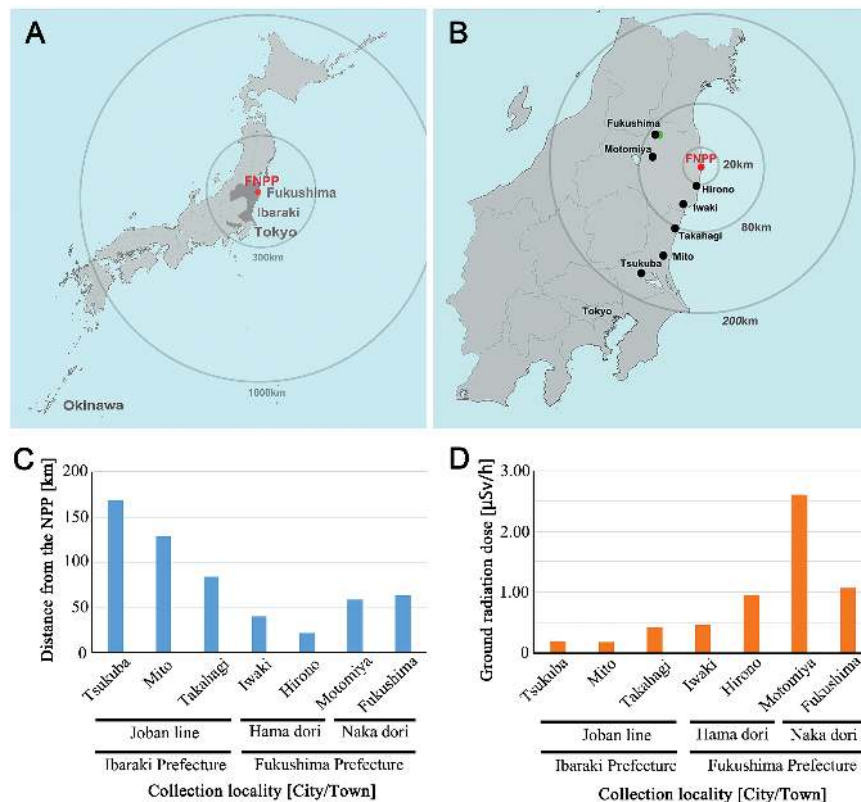 A
FNPP
Fukushima
Ibaraki
Tokyo
300km
1000km
Okinawa
B
Fukushima
Motomiya
FNPP
20km
Hirono
Iwaki
80km
Takahagi
Mito
Tsukuba
Tokyo
200km
C
Distance from the NPP [km]
200
150
100
50
0
Tsukuba
Mito
Takahagi
Iwaki
Hirono
Motomiya
Fukushima
Joban line
Hama dori
Naka dori
Ibaraki Prefecture
Fukushima Prefecture
Collection locality [City/Town]
D
Ground radiation dose [µSv/h]
3.00
2.00
1.00
0
Tsukuba
Mito
Takahagi
Iwaki
Hirono
Motomiya
Fukushima
Joban line
Hama dori
Naka dori
Ibaraki Prefecture
Fukushima Prefecture
Collection locality [City/Town]